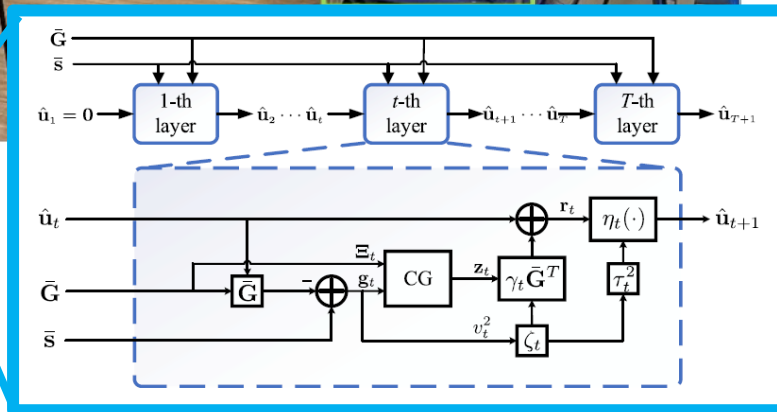 Ḡ
s̄
û₁ = 0
1-th
layer
û₂ ··· û_t
t-th
layer
û_{t+1} ··· û_T
T-th
layer
û_{T+1}
û_t
r_t
η_t(·)
û_{t+1}
Ξ_t
Ḡ
Ḡ
−
g_t
CG
z_t
γ_t Ḡ^T
τ_t^2
s̄
v_t^2
ζ_t